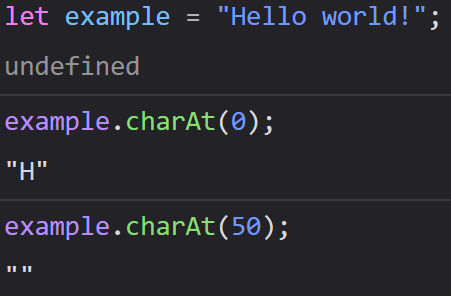 let example = "Hello world!";
undefined
example.charAt(0);
"H"
example.charAt(50);
""